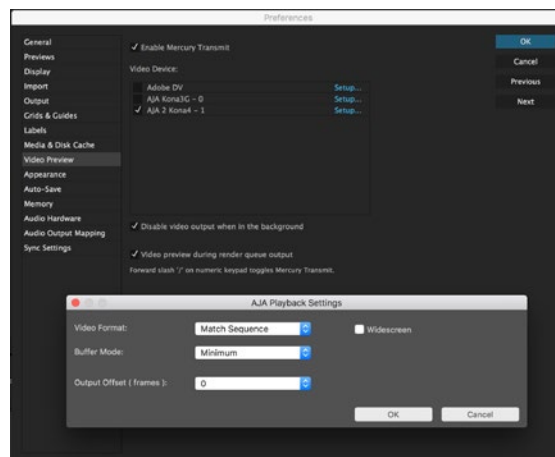 Preferences
General
Previews
Display
Import
Output
Grids & Guides
Labels
Media & Disk Cache
Video Preview
Appearance
Auto-Save
Memory
Audio Hardware
Audio Output Mapping
Sync Settings
Enable Mercury Transmit
Video Device:
Adobe DV Setup...
AJA Kona3G - 0 Setup...
AJA 2 Kona4 - 1 Setup...
Disable video output when in the background
Video preview during render queue output
Forward slash '/' on numeric keypad toggles Mercury Transmit.
OK
Cancel
Previous
Next
AJA Playback Settings
Video Format: Match Sequence Widescreen
Buffer Mode: Minimum
Output Offset ( frames ): 0
OK Cancel